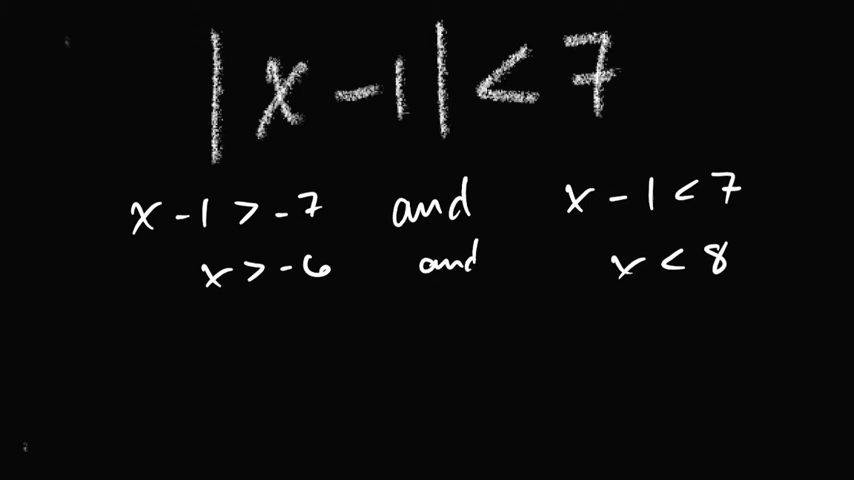 |x-1|<7
x-1>-7 and x-1<7
x>-6 and x<8